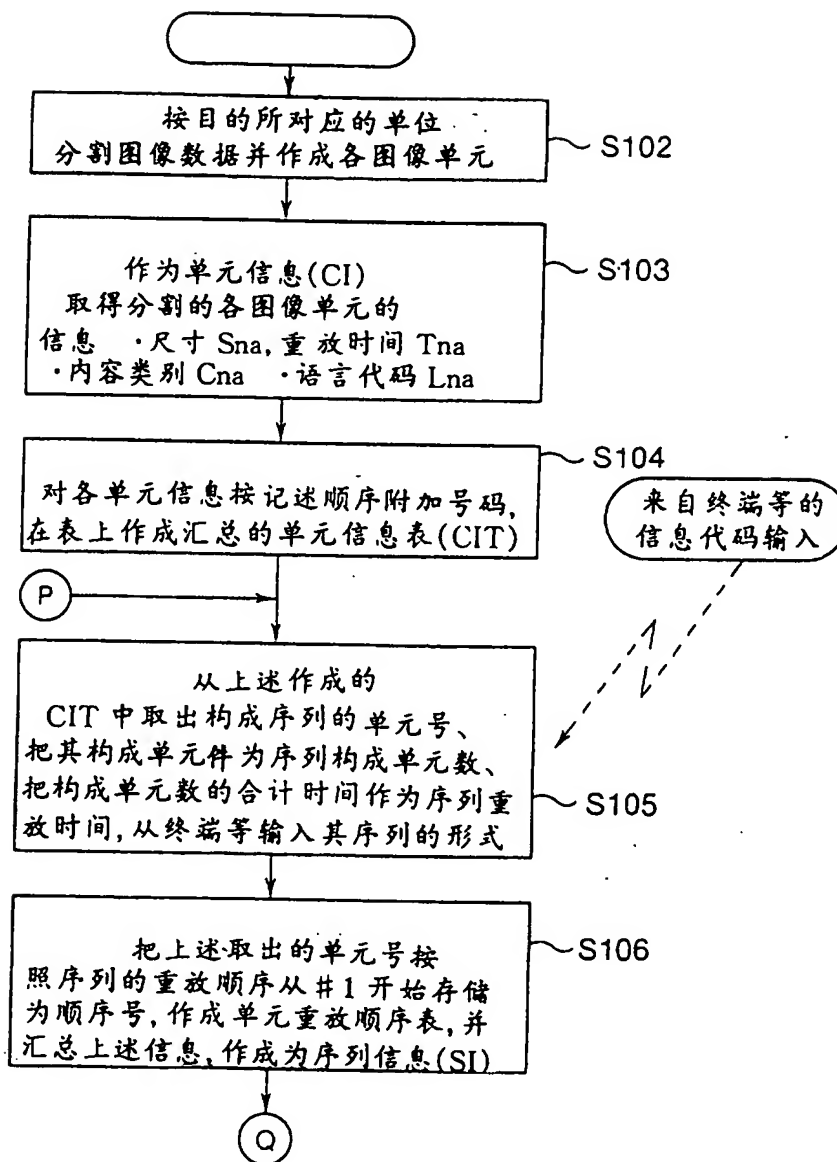 按目的所对应的单位
分割图像数据并作成各图像单元
S102
作为单元信息(CI)
取得分割的各图像单元的
信息 ·尺寸 Sna,重放时间 Tna
·内容类别 Cna ·语言代码 Lna
S103
对各单元信息按记述顺序附加号码,
在表上作成汇总的单元信息表(CIT)
S104
来自终端等的
信息代码输入
P
从上述作成的
CIT 中取出构成序列的单元号、
把其构成单元件为序列构成单元数、
把构成单元数的合计时间作为序列重
放时间,从终端等输入其序列的形式
S105
把上述取出的单元号按
照序列的重放顺序从#1开始存储
为顺序号,作成单元重放顺序表,并
汇总上述信息,作成为序列信息(SI)
S106
Q